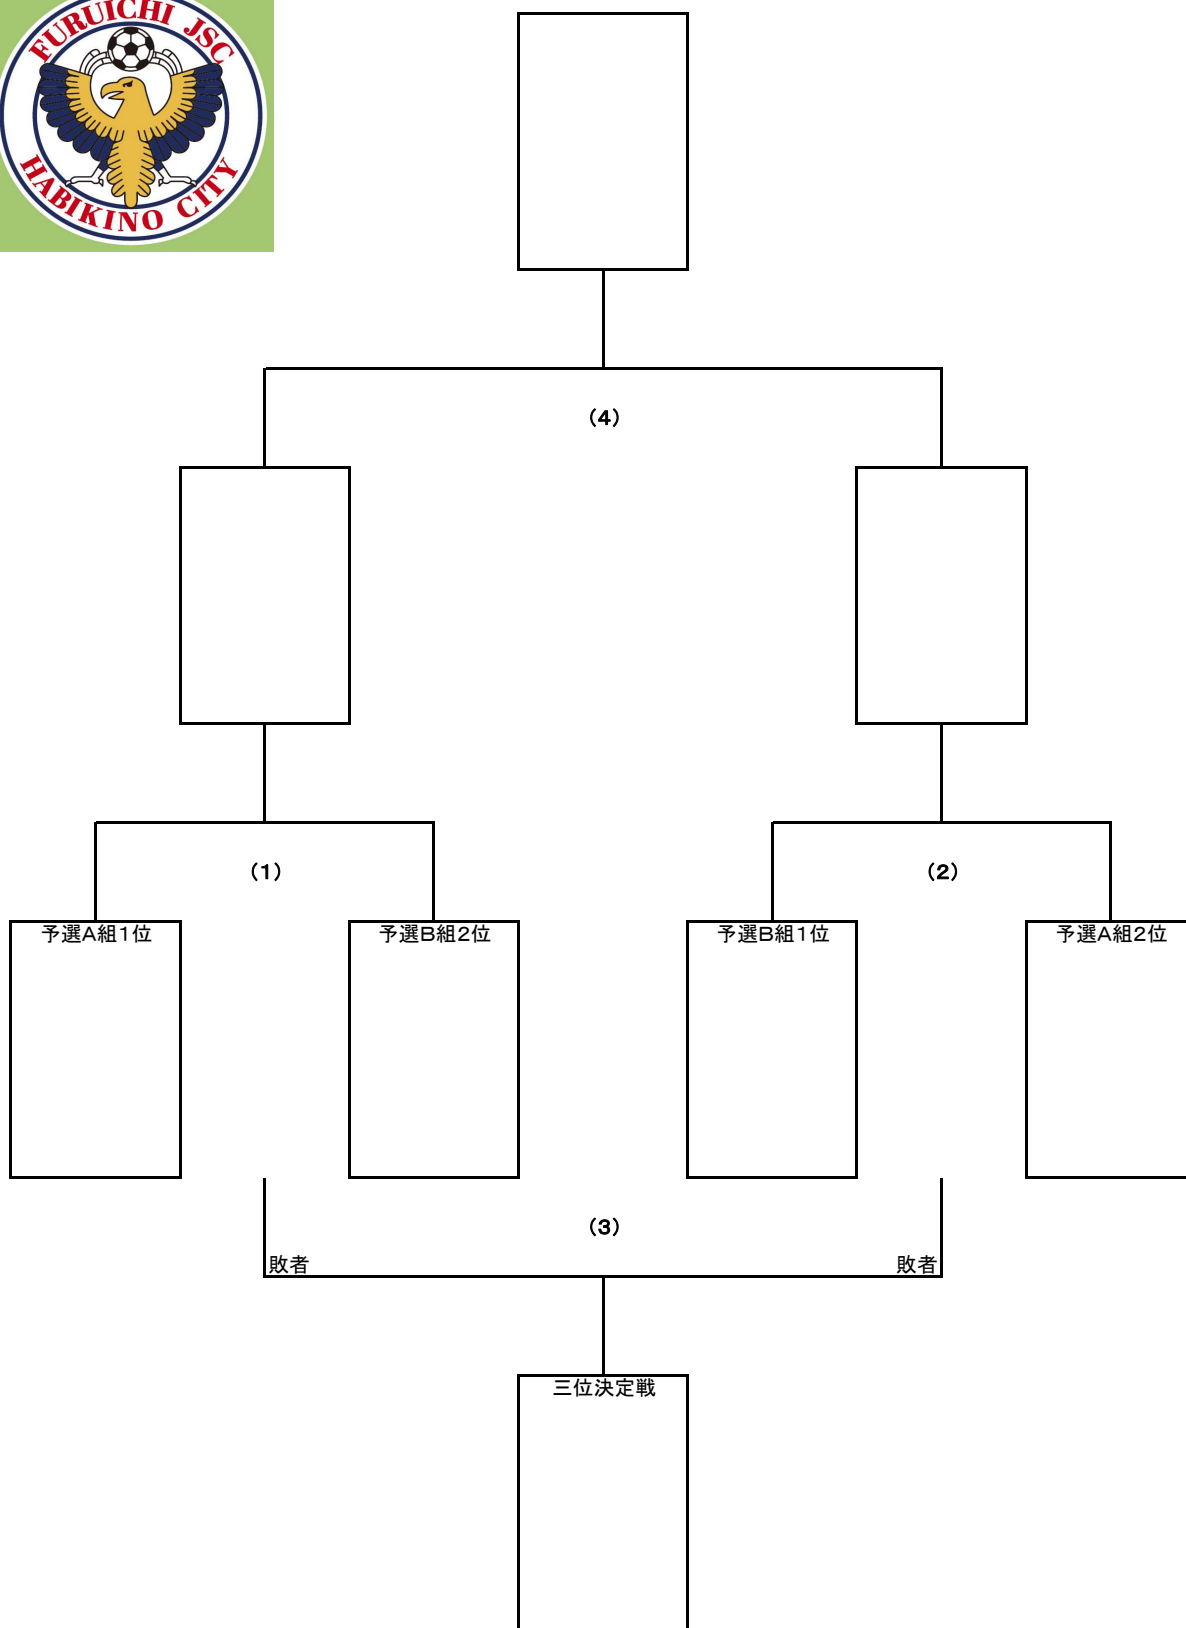 FURUICHI JSC
HABIKINO CITY
（4）
（1）
（2）
予選A組1位
予選B組2位
予選B組1位
予選A組2位
（3）
敗者
敗者
三位決定戦